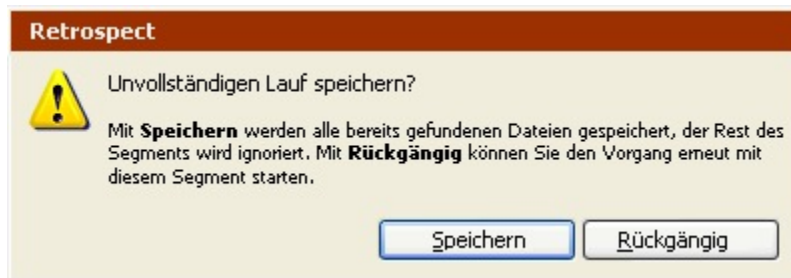 Retrospect
Unvollständigen Lauf speichern?
Mit Speichern werden alle bereits gefundenen Dateien gespeichert, der Rest des
Segments wird ignoriert. Mit Rückgängig können Sie den Vorgang erneut mit
diesem Segment starten.
Speichern Rückgängig